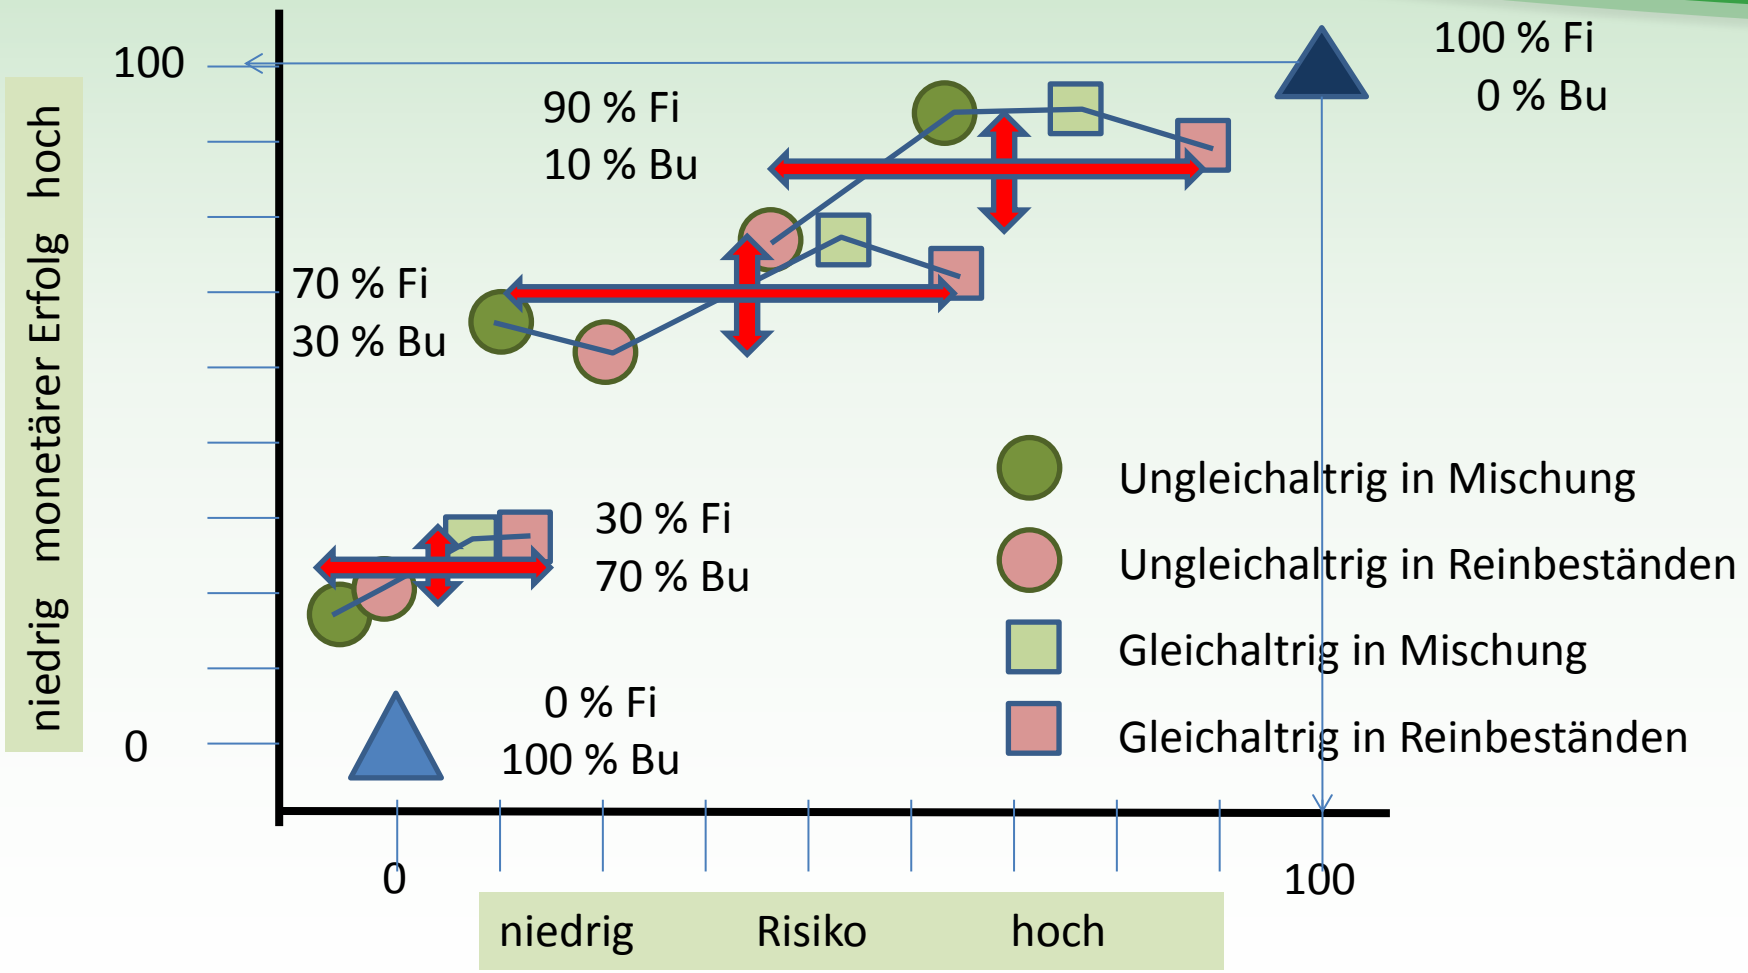 100 % Fi
0 % Bu
100
90 % Fi
10 % Bu
70 % Fi
30 % Bu
niedrig monetärer Erfolg hoch
30 % Fi
70 % Bu
0 % Fi
100 % Bu
0
Ungleichaltrig in Mischung
Ungleichaltrig in Reinbeständen
Gleichaltrig in Mischung
Gleichaltrig in Reinbeständen
0
100
niedrig Risiko hoch